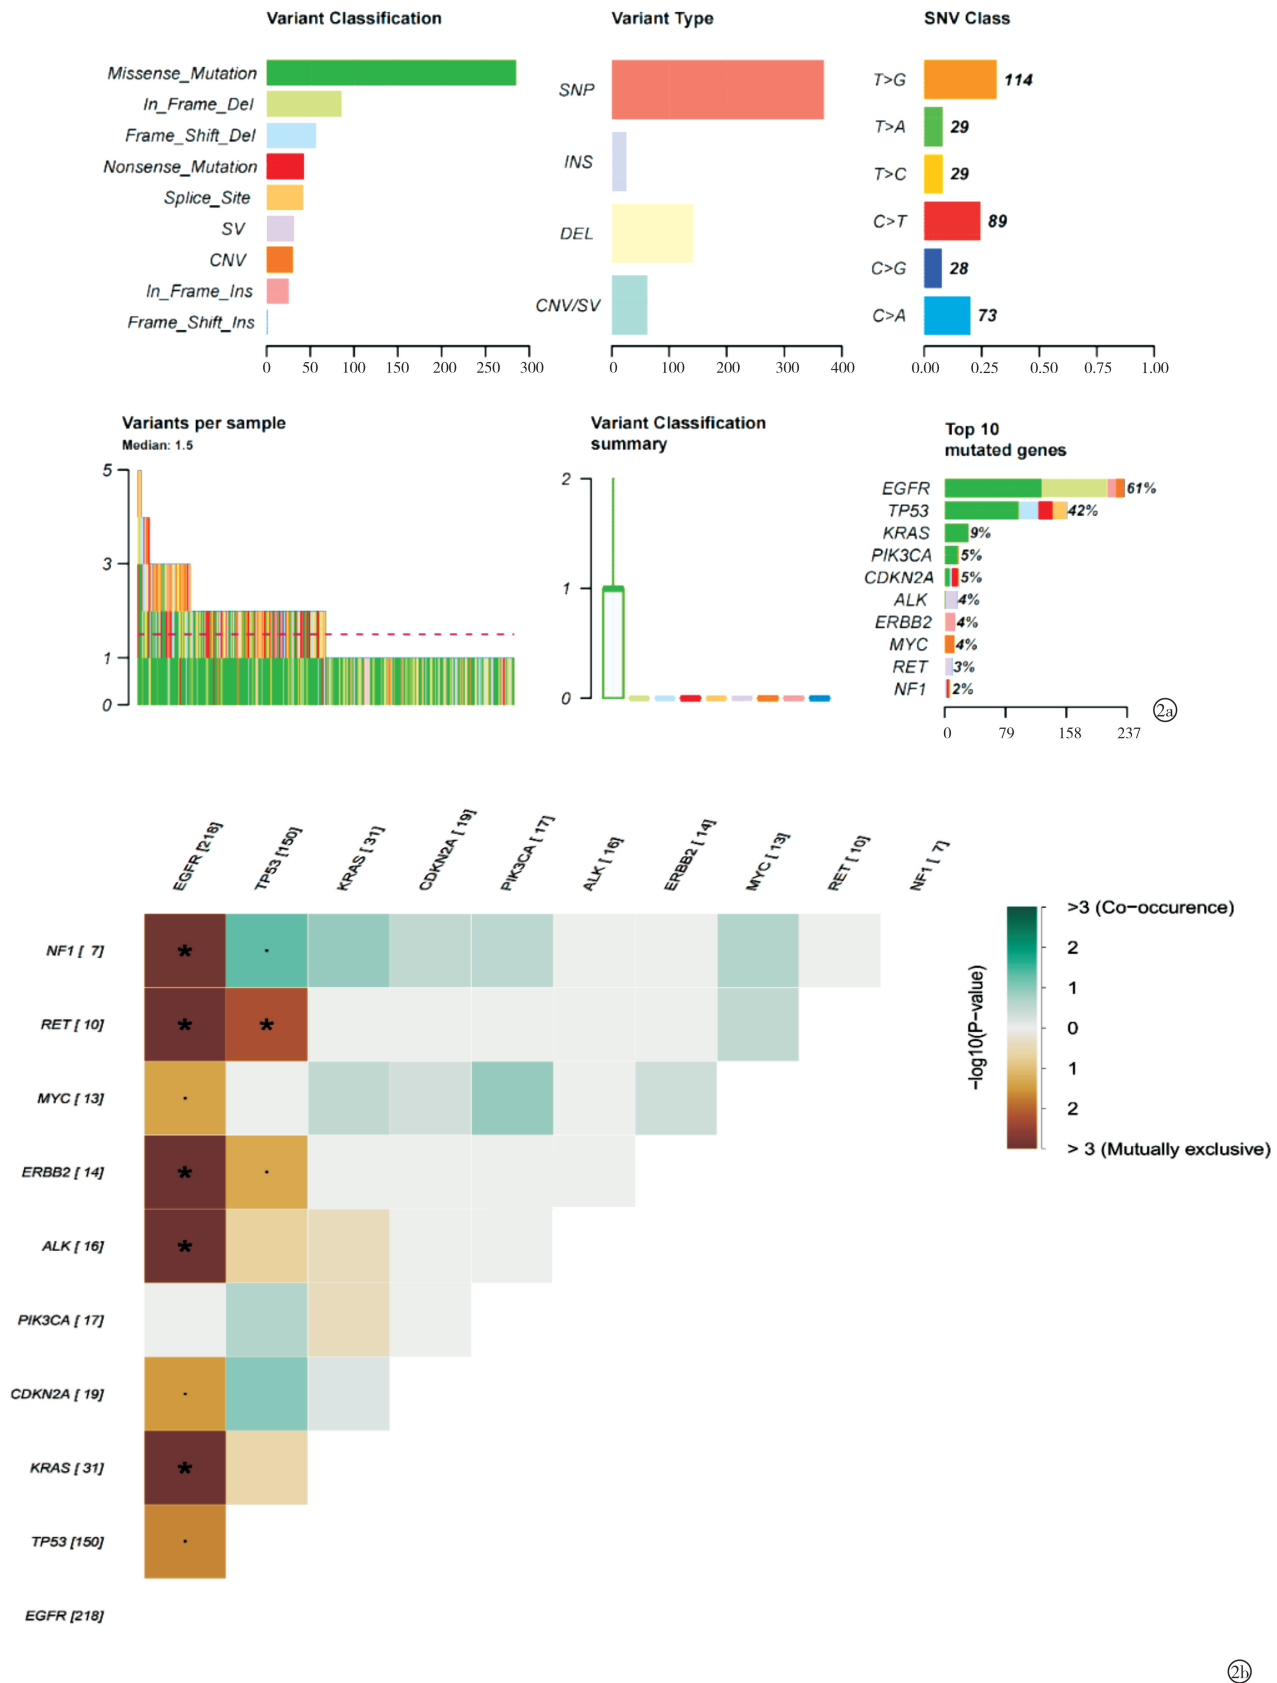 Variant Classification
Missense_Mutation
In_Frame_Del
Frame_Shift_Del
Nonsense_Mutation
Splice_Site
SV
CNV
In_Frame_Ins
Frame_Shift_Ins
0 50 100 150 200 250 300
Variant Type
SNP
INS
DEL
CNV/SV
0 100 200 300 400
SNV Class
T>G 114
T>A 29
T>C 29
C>T 89
C>G 28
C>A 73
0.00 0.25 0.50 0.75 1.00
Variants per sample
Median: 1.5
5
3
1
0
Variant Classification
summary
2
1
0
Top 10
mutated genes
EGFR 61%
TP53 42%
KRAS 9%
PIK3CA 5%
CDKN2A 5%
ALK 4%
ERBB2 4%
MYC 4%
RET 3%
NF1 2%
0 79 158 237
2a
EGFR [218]
TP53 [150]
KRAS [ 31]
CDKN2A [ 19]
PIK3CA [ 17]
ALK [ 16]
ERBB2 [ 14]
MYC [ 13]
RET [ 10]
NF1 [ 7]
NF1 [ 7] * ·
RET [ 10] * *
MYC [ 13] ·
ERBB2 [ 14] * ·
ALK [ 16] *
PIK3CA [ 17]
CDKN2A [ 19] ·
KRAS [ 31] *
TP53 [150] ·
EGFR [218]
−log10(P−value)
>3 (Co−occurence)
2
1
0
1
2
> 3 (Mutually exclusive)
2b